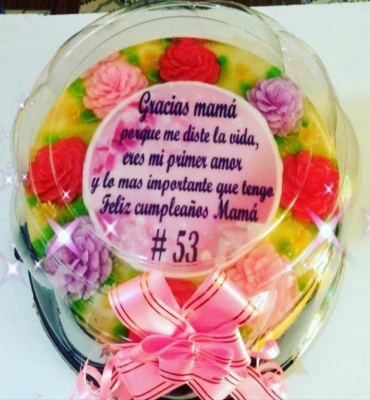 Gracias mamá
porque me diste la vida,
eres mi primer amor
y lo mas importante que tengo
Feliz cumpleaños Mamá
# 53